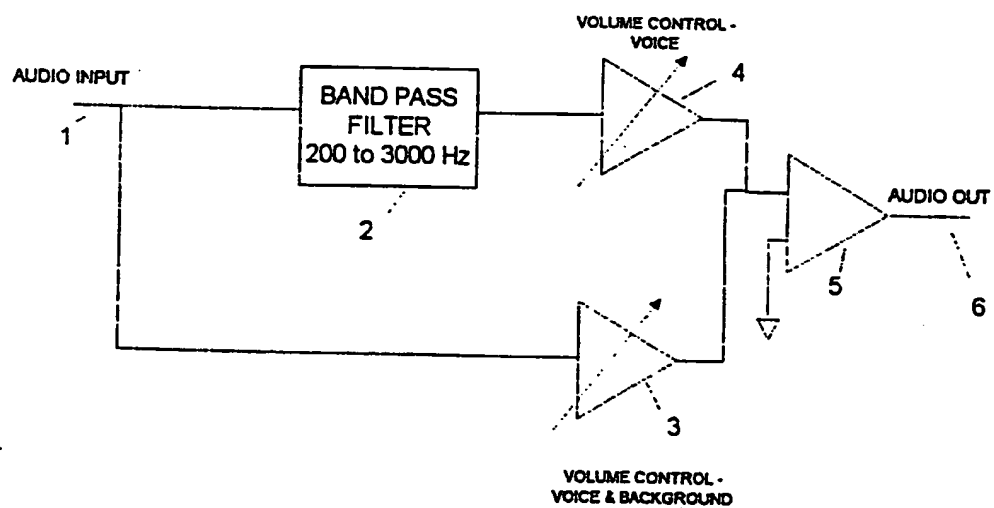 VOLUME CONTROL -
VOICE
AUDIO INPUT
1
BAND PASS
FILTER
200 to 3000 Hz
2
4
AUDIO OUT
5
6
3
VOLUME CONTROL -
VOICE & BACKGROUND